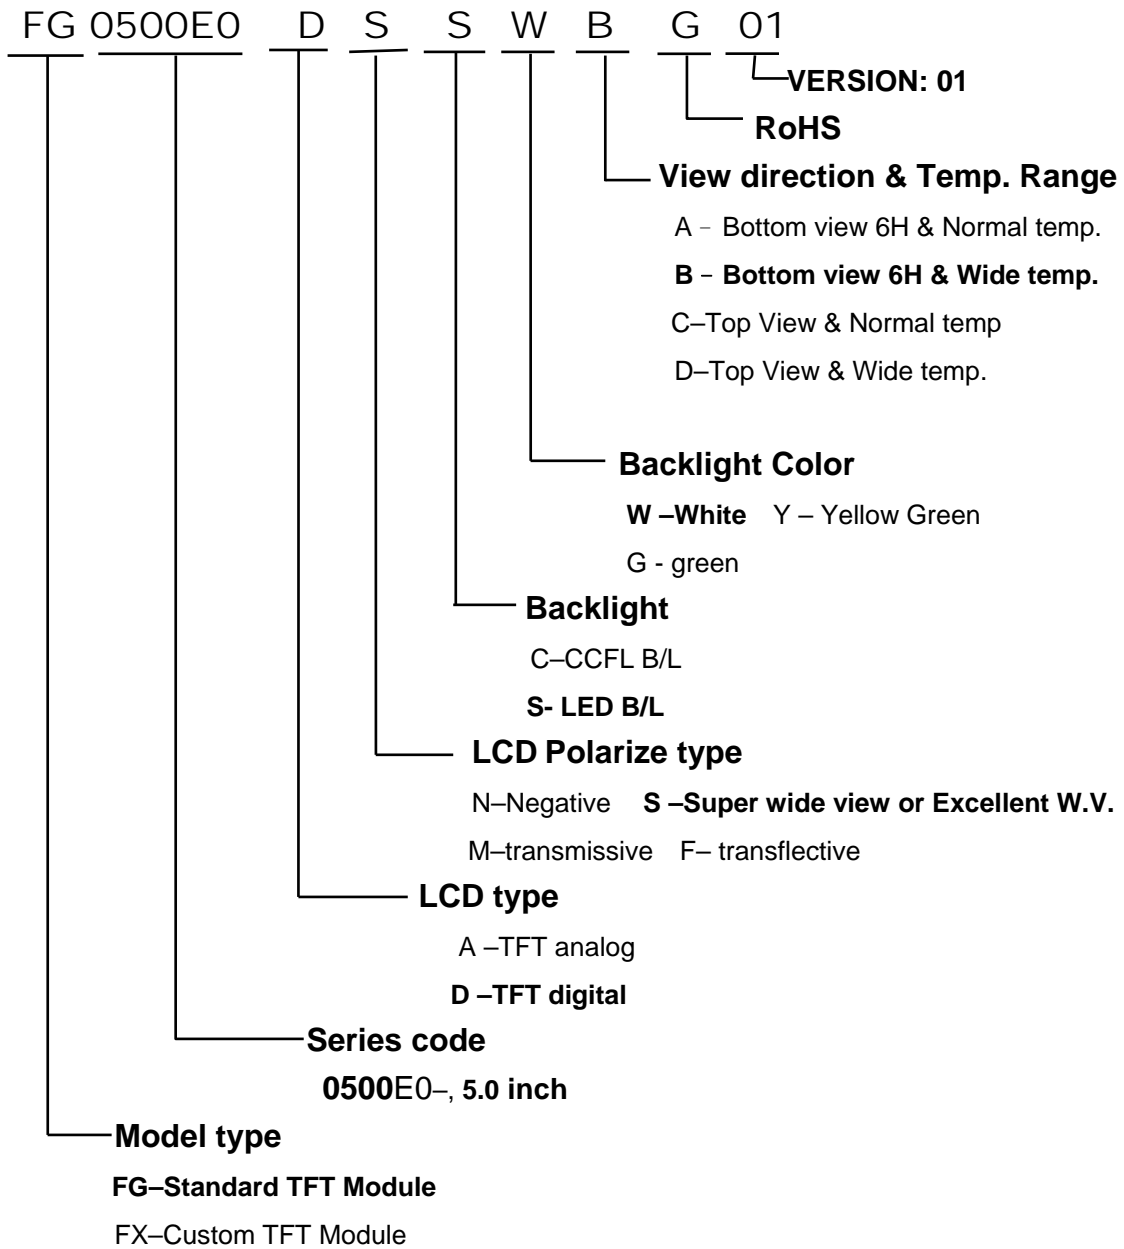 FG 0500E0 D S S W B G 01
VERSION: 01
RoHS
View direction & Temp. Range
A – Bottom view 6H & Normal temp.
B – Bottom view 6H & Wide temp.
C–Top View & Normal temp
D–Top View & Wide temp.
Backlight Color
W –White Y – Yellow Green
G - green
Backlight
C–CCFL B/L
S- LED B/L
LCD Polarize type
N–Negative S –Super wide view or Excellent W.V.
M–transmissive F– transflective
LCD type
A –TFT analog
D –TFT digital
Series code
0500E0–, 5.0 inch
Model type
FG–Standard TFT Module
FX–Custom TFT Module